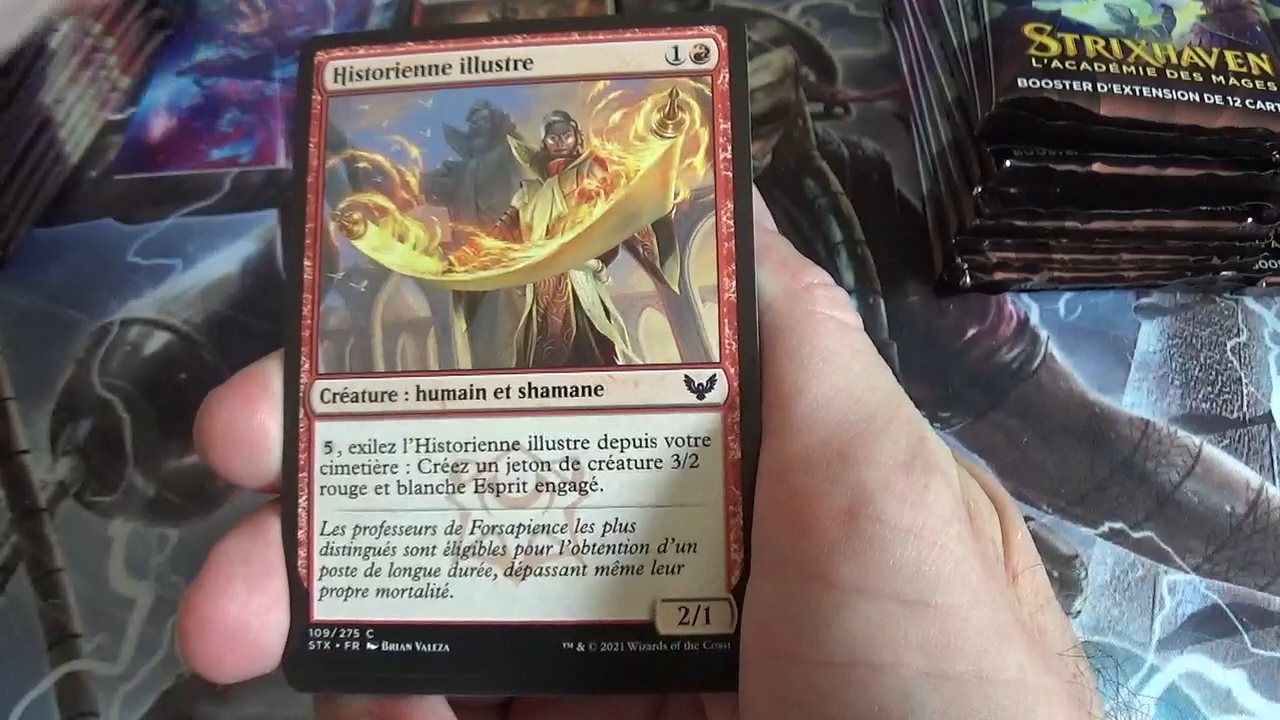 Historienne illustre
1
Créature : humain et shamane
5, exilez l'Historienne illustre depuis votre
cimetière : Créez un jeton de créature 3/2
rouge et blanche Esprit engagé.
Les professeurs de Forsapience les plus
distingués sont éligibles pour l'obtention d'un
poste de longue durée, dépassant même leur
propre mortalité.
2/1
109/275 C
STX • FR Brian Valeza
™ & © 2021 Wizards of the Coast
STRIXHAVEN
L'ACADÉMIE DES MAGES
BOOSTER D'EXTENSION DE 12 CART